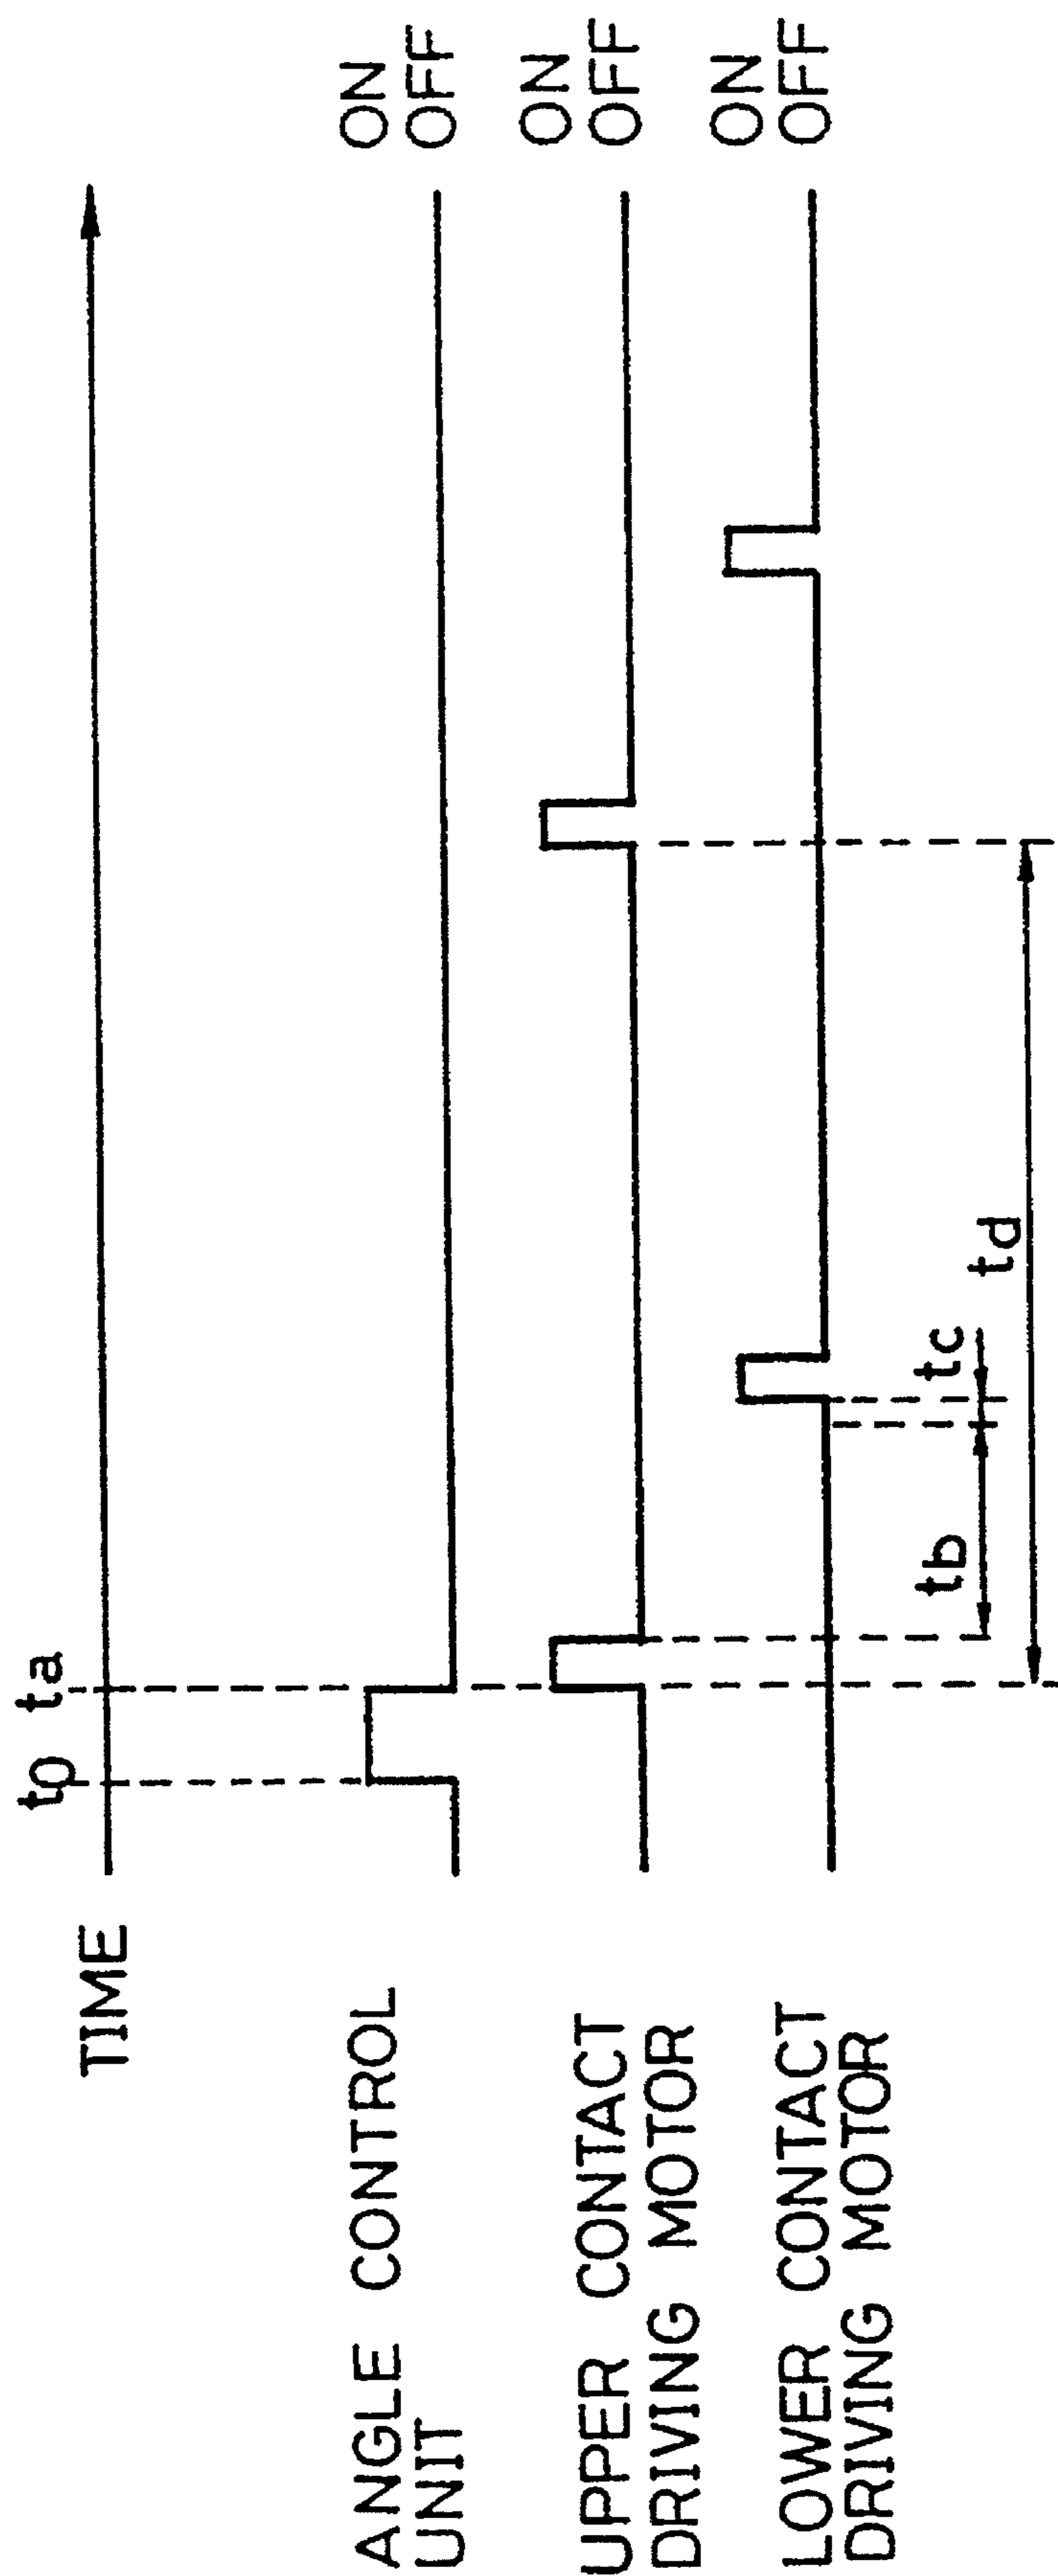 t0 ta
TIME
ANGLE CONTROL
UNIT
ON
OFF
UPPER CONTACT
DRIVING MOTOR
ON
OFF
LOWER CONTACT
DRIVING MOTOR
ON
OFF
tb tc
td